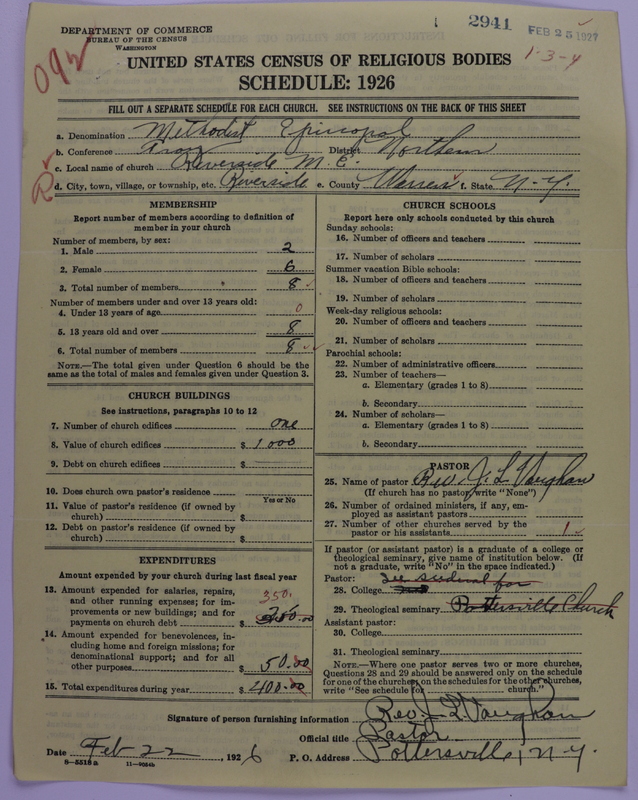 2941 FEB 25 1927
DEPARTMENT OF COMMERCE
BUREAU OF THE CENSUS
WASHINGTON
092
1-3-4
UNITED STATES CENSUS OF RELIGIOUS BODIES
SCHEDULE: 1926
FILL OUT A SEPARATE SCHEDULE FOR EACH CHURCH. SEE INSTRUCTIONS ON THE BACK OF THIS SHEET
a. Denomination Methodist Episcopal
b. Conference Troy District Northern
c. Local name of church Riverside M. E.
R
d. City, town, village, or township, etc. Riverside e. County Warren f. State N-Y.
MEMBERSHIP
Report number of members according to definition of
member in your church
Number of members, by sex:
1. Male 2
2. Female 6
3. Total number of members 8
Number of members under and over 13 years old:
4. Under 13 years of age 0
5. 13 years old and over 8
6. Total number of members 8
NOTE.—The total given under Question 6 should be
same as the total of males and females given under Question 3.
CHURCH BUILDINGS
See instructions, paragraphs 10 to 12
7. Number of church edifices one
8. Value of church edifices $ 1000
9. Debt on church edifices $
10. Does church own pastor's residence
Yes or No
11. Value of pastor's residence (if owned by
church) $
12. Debt on pastor's residence (if owned by
church) $
EXPENDITURES
Amount expended by your church during last fiscal year
13. Amount expended for salaries, repairs,
and other running expenses; for im-
provements or new buildings; and for
payments on church debt $ 350.00
350.
14. Amount expended for benevolences, in-
cluding home and foreign missions; for
denominational support; and for all
other purposes $ 50.00
15. Total expenditures during year $ 400.00
CHURCH SCHOOLS
Report here only schools conducted by this church
Sunday schools:
16. Number of officers and teachers
17. Number of scholars
Summer vacation Bible schools:
18. Number of officers and teachers
19. Number of scholars
Week-day religious schools:
20. Number of officers and teachers
21. Number of scholars
Parochial schools:
22. Number of administrative officers
23. Number of teachers—
a. Elementary (grades 1 to 8)
b. Secondary
24. Number of scholars—
a. Elementary (grades 1 to 8)
b. Secondary
PASTOR
25. Name of pastor Rev. J. L. Vaughan
(If church has no pastor, write "None")
26. Number of ordained ministers, if any, em-
ployed as assistant pastors
27. Number of other churches served by the
pastor or his assistants 1
If pastor (or assistant pastor) is a graduate of a college or
theological seminary, give name of institution below. (If
not a graduate, write "No" in the space indicated.)
Pastor: See for
28. College
29. Theological seminary Pottersville Church
Assistant pastor:
30. College
31. Theological seminary
NOTE.—Where one pastor serves two or more churches,
Questions 28 and 29 should be answered only on the schedule
for one of the churches; on the schedules for the other churches,
write "See schedule for church."
Signature of person furnishing information Rev. J. L. Vaughan
Official title Pastor
Date Feb 22, 1926 P. O. Address Pottersville, N-Y.
8-5518 a